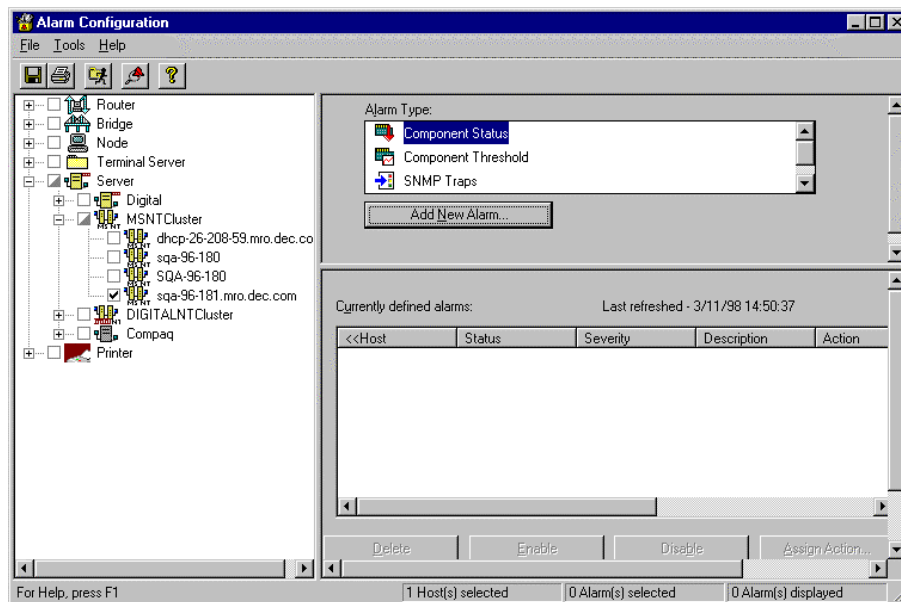 Alarm Configuration
File Tools Help
Router
Bridge
Node
Terminal Server
Server
Digital
MSNTCluster
dhcp-26-208-59.mro.dec.co
sqa-96-180
SQA-96-180
sqa-96-181.mro.dec.com
DIGITALNTCluster
Compaq
Printer
Alarm Type:
Component Status
Component Threshold
SNMP Traps
Add New Alarm...
Currently defined alarms: Last refreshed - 3/11/98 14:50:37
<<Host Status Severity Description Action
Delete Enable Disable Assign Action...
For Help, press F1 1 Host(s) selected 0 Alarm(s) selected 0 Alarm(s) displayed